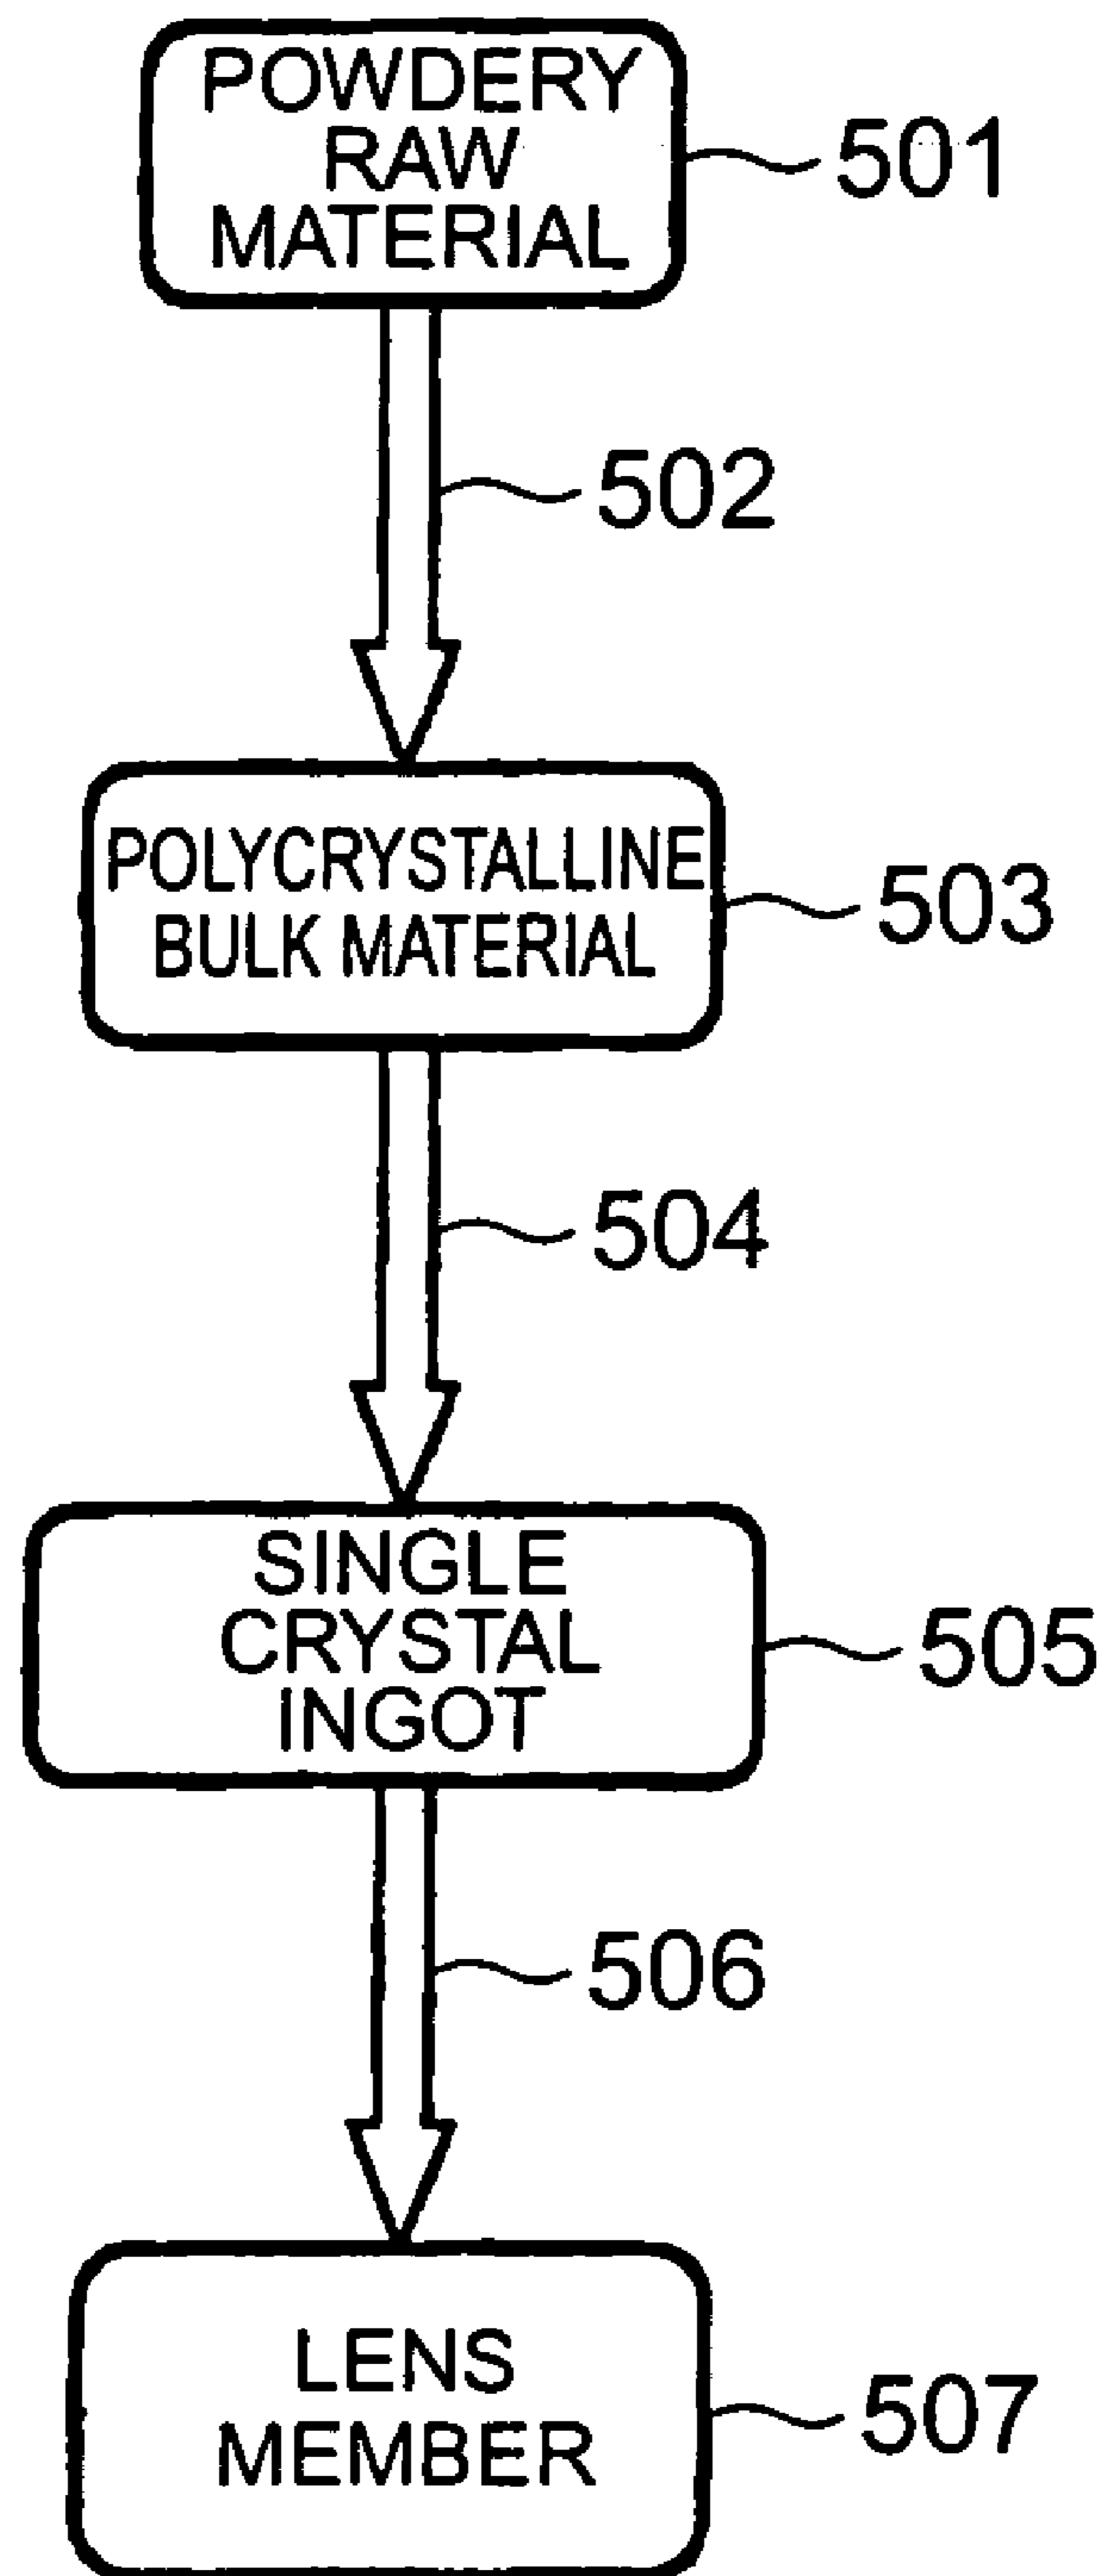 POWDERY
RAW
MATERIAL
501
502
POLYCRYSTALLINE
BULK MATERIAL
503
504
SINGLE
CRYSTAL
INGOT
505
506
LENS
MEMBER
507